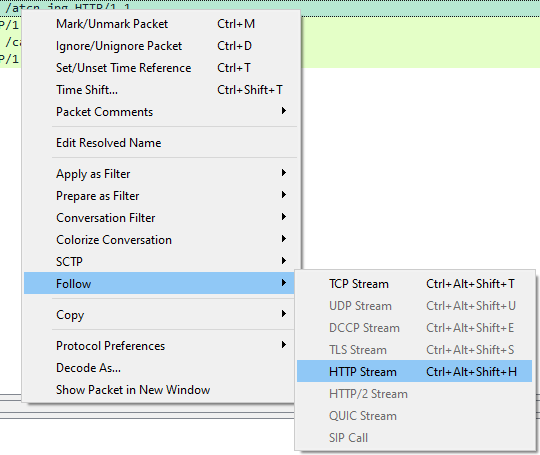 /atcn.jpg HTTP/1.1
P/1
/ca
P/1
Mark/Unmark Packet Ctrl+M
Ignore/Unignore Packet Ctrl+D
Set/Unset Time Reference Ctrl+T
Time Shift... Ctrl+Shift+T
Packet Comments
Edit Resolved Name
Apply as Filter
Prepare as Filter
Conversation Filter
Colorize Conversation
SCTP
Follow
Copy
Protocol Preferences
Decode As...
Show Packet in New Window
TCP Stream Ctrl+Alt+Shift+T
UDP Stream Ctrl+Alt+Shift+U
DCCP Stream Ctrl+Alt+Shift+E
TLS Stream Ctrl+Alt+Shift+S
HTTP Stream Ctrl+Alt+Shift+H
HTTP/2 Stream
QUIC Stream
SIP Call